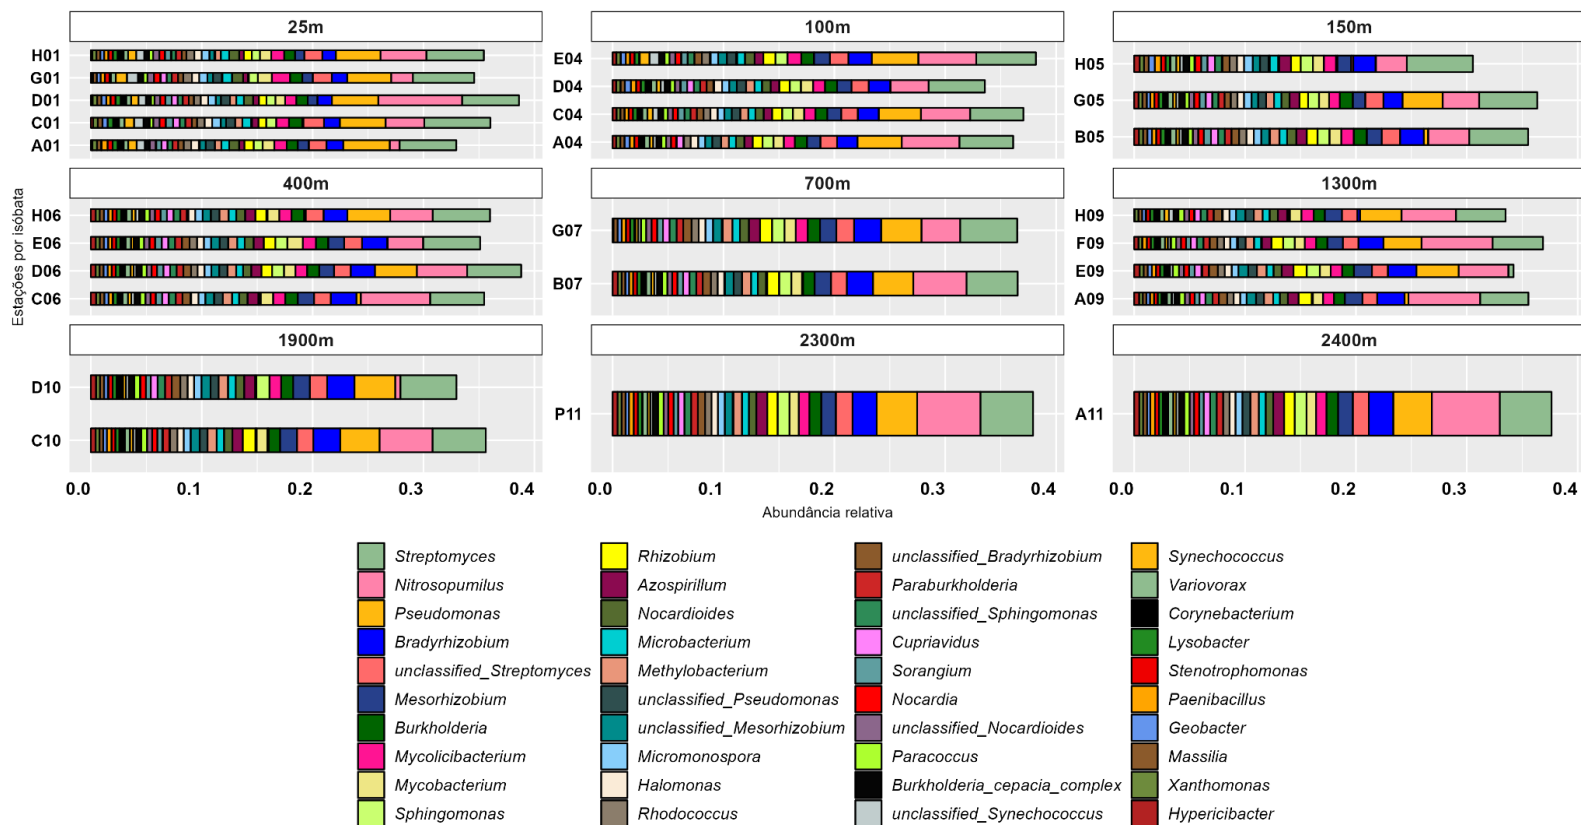 25m
100m
150m
H01
G01
D01
C01
A01
E04
D04
C04
A04
H05
G05
B05
400m
700m
1300m
H06
E06
D06
C06
G07
B07
H09
F09
E09
A09
Estações por isóbata
1900m
2300m
2400m
D10
C10
P11
A11
0.0 0.1 0.2 0.3 0.4
0.0 0.1 0.2 0.3 0.4
0.0 0.1 0.2 0.3 0.4
Abundância relativa
Streptomyces
Nitrosopumilus
Pseudomonas
Bradyrhizobium
unclassified_Streptomyces
Mesorhizobium
Burkholderia
Mycolicibacterium
Mycobacterium
Sphingomonas
Rhizobium
Azospirillum
Nocardioides
Microbacterium
Methylobacterium
unclassified_Pseudomonas
unclassified_Mesorhizobium
Micromonospora
Halomonas
Rhodococcus
unclassified_Bradyrhizobium
Paraburkholderia
unclassified_Sphingomonas
Cupriavidus
Sorangium
Nocardia
unclassified_Nocardioides
Paracoccus
Burkholderia_cepacia_complex
unclassified_Synechococcus
Synechococcus
Variovorax
Corynebacterium
Lysobacter
Stenotrophomonas
Paenibacillus
Geobacter
Massilia
Xanthomonas
Hypericibacter